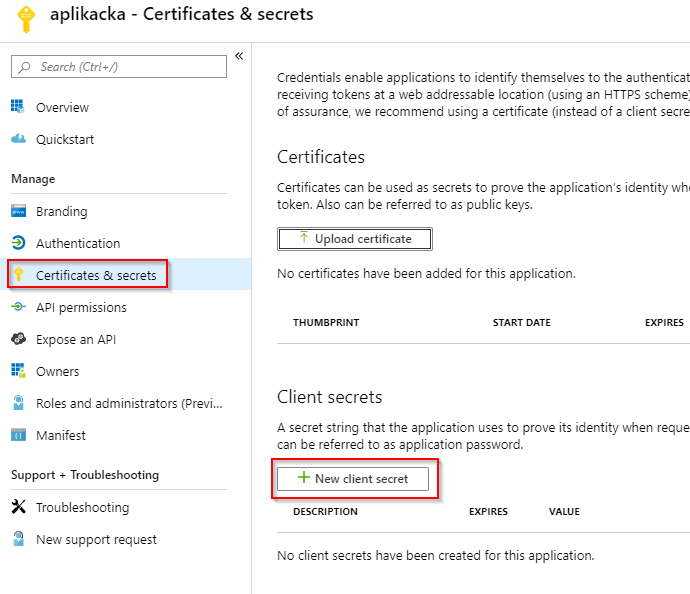 aplikacka - Certificates & secrets
Search (Ctrl+/)
«
Overview
Quickstart
Manage
Branding
Authentication
Certificates & secrets
API permissions
Expose an API
Owners
Roles and administrators (Previ...
Manifest
Support + Troubleshooting
Troubleshooting
New support request
Credentials enable applications to identify themselves to the authenticat
receiving tokens at a web addressable location (using an HTTPS scheme)
of assurance, we recommend using a certificate (instead of a client secre
Certificates
Certificates can be used as secrets to prove the application's identity whe
token. Also can be referred to as public keys.
Upload certificate
No certificates have been added for this application.
THUMBPRINT START DATE EXPIRES
Client secrets
A secret string that the application uses to prove its identity when reque
can be referred to as application password.
New client secret
DESCRIPTION EXPIRES VALUE
No client secrets have been created for this application.